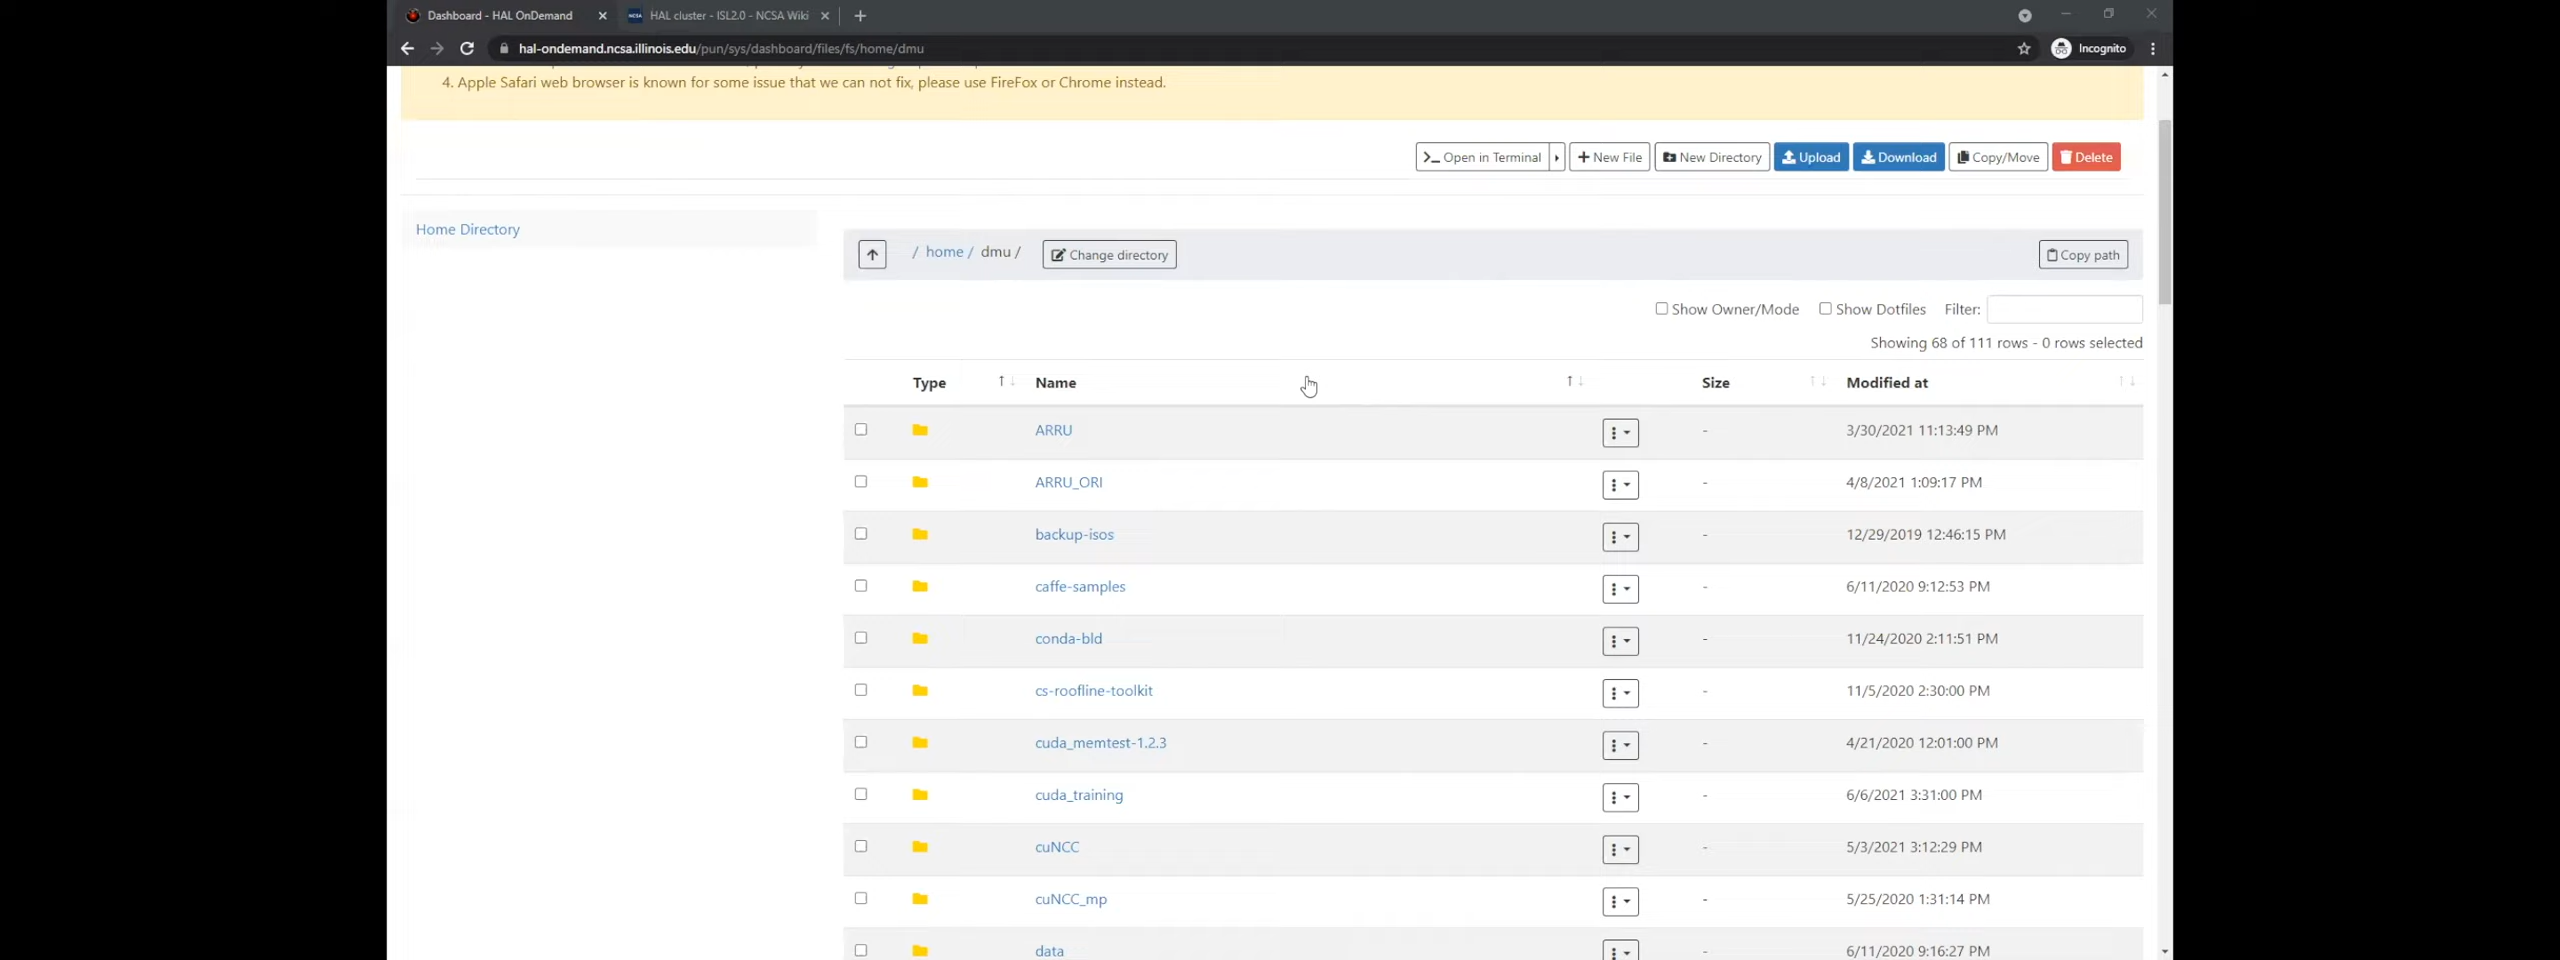 Dashboard - HAL OnDemand HAL cluster - ISL2.0 - NCSA Wiki
hal-ondemand.ncsa.illinois.edu/pun/sys/dashboard/files/fs/home/dmu Incognito
4. Apple Safari web browser is known for some issue that we can not fix, please use FireFox or Chrome instead.
Open in Terminal New File New Directory Upload Download Copy/Move Delete
Home Directory
/ home / dmu / Change directory Copy path
Show Owner/Mode Show Dotfiles Filter:
Showing 68 of 111 rows - 0 rows selected
Type Name Size Modified at
ARRU - 3/30/2021 11:13:49 PM
ARRU_ORI - 4/8/2021 1:09:17 PM
backup-isos - 12/29/2019 12:46:15 PM
caffe-samples - 6/11/2020 9:12:53 PM
conda-bld - 11/24/2020 2:11:51 PM
cs-roofline-toolkit - 11/5/2020 2:30:00 PM
cuda_memtest-1.2.3 - 4/21/2020 12:01:00 PM
cuda_training - 6/6/2021 3:31:00 PM
cuNCC - 5/3/2021 3:12:29 PM
cuNCC_mp - 5/25/2020 1:31:14 PM
data - 6/11/2020 9:16:27 PM